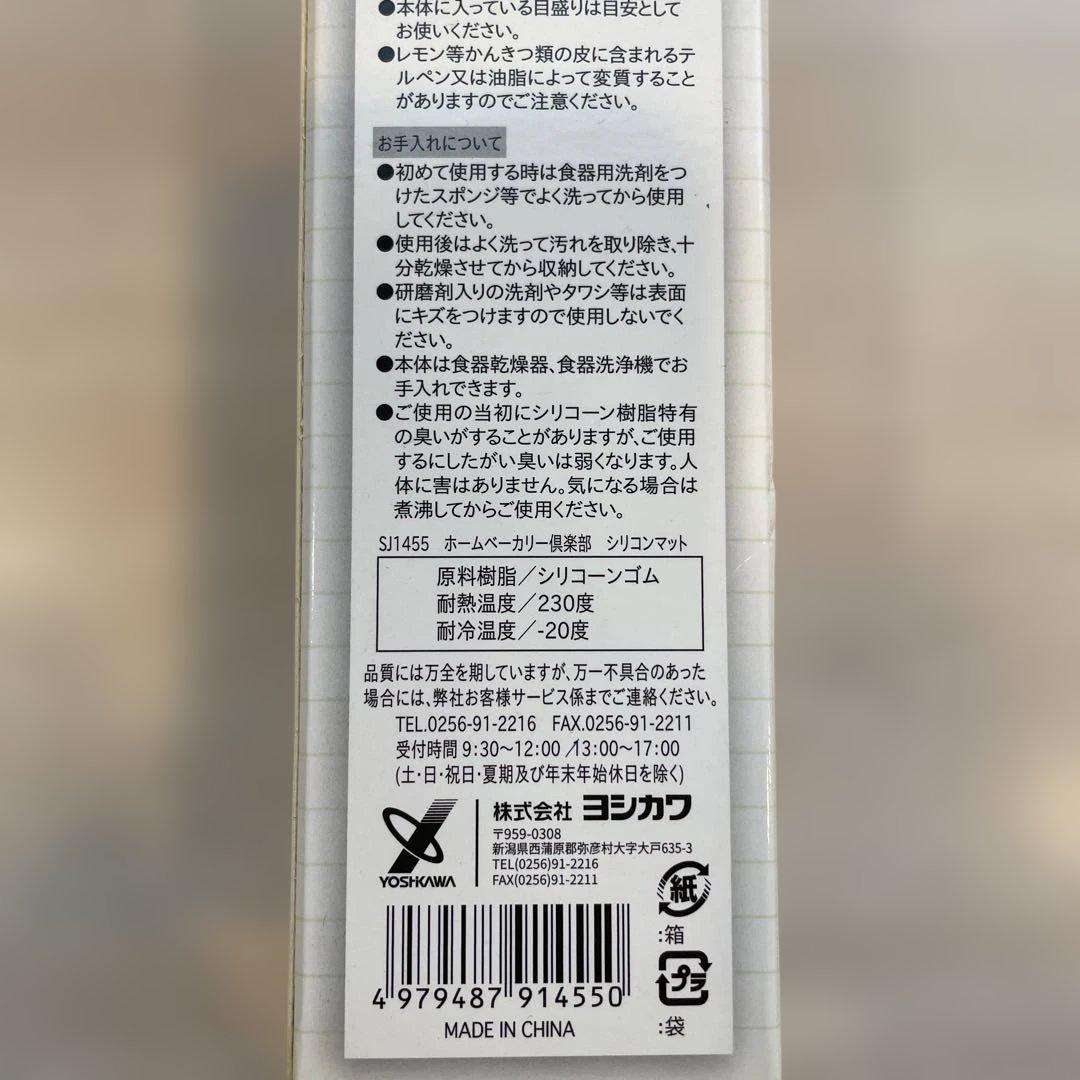 ●本体に入っている目盛りは目安として
お使いください。
●レモン等かんきつ類の皮に含まれるテ
ルペン又は油脂によって変質すること
がありますのでご注意ください。
お手入れについて
●初めて使用する時は食器用洗剤をつ
けたスポンジ等でよく洗ってから使用
してください。
●使用後はよく洗って汚れを取り除き、十
分乾燥させてから収納してください。
●研磨剤入りの洗剤やタワシ等は表面
にキズをつけますので使用しないでく
ださい。
●本体は食器乾燥器、食器洗浄機でお
手入れできます。
●ご使用の当初にシリコーン樹脂特有
の臭いがすることがありますが、ご使用
するにしたがい臭いは弱くなります。人
体に害はありません。気になる場合は
煮沸してからご使用ください。
SJ1455 ホームベーカリー倶楽部 シリコンマット
原料樹脂／シリコーンゴム
耐熱温度／230度
耐冷温度／-20度
品質には万全を期していますが、万一不具合のあった
場合には、弊社お客様サービス係までご連絡ください。
TEL.0256-91-2216 FAX.0256-91-2211
受付時間 9:30～12:00／13:00～17:00
(土・日・祝日・夏期及び年末年始休日を除く)
株式会社 ヨシカワ
〒959-0308
新潟県西蒲原郡弥彦村大字大戸635-3
TEL(0256)91-2216
FAX(0256)91-2211
YOSHIKAWA
紙
:箱
プラ
:袋
4 979487 914550
MADE IN CHINA